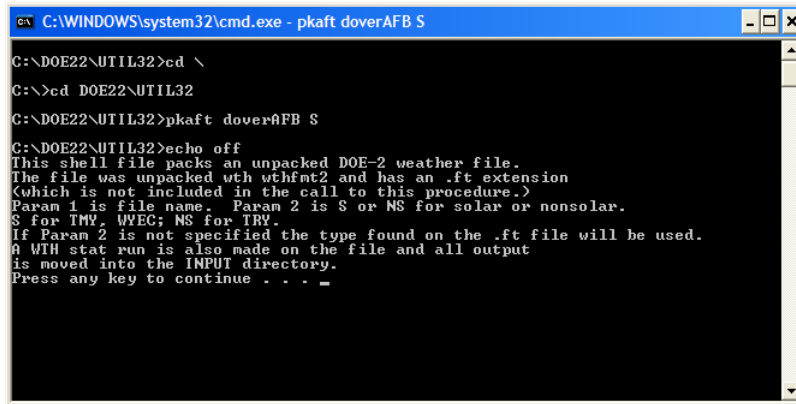 C:\WINDOWS\system32\cmd.exe - pkaft doverAFB S
C:\DOE22\UTIL32>cd \
C:\>cd DOE22\UTIL32
C:\DOE22\UTIL32>pkaft doverAFB S
C:\DOE22\UTIL32>echo off
This shell file packs an unpacked DOE-2 weather file.
The file was unpacked wth wthfmt2 and has an .ft extension
(which is not included in the call to this procedure.)
Param 1 is file name.  Param 2 is S or NS for solar or nonsolar.
S for TMY, WYEC; NS for TRY.
If Param 2 is not specified the type found on the .ft file will be used.
A WTH stat run is also made on the file and all output
is moved into the INPUT directory.
Press any key to continue . . . _